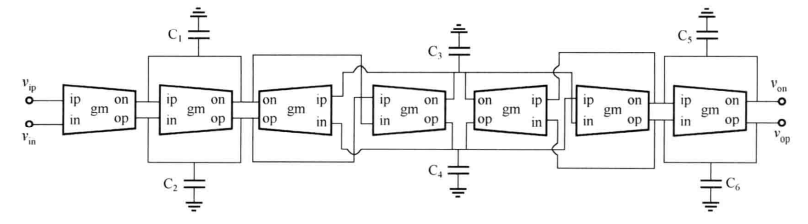 C1 C3 C5
vip ip on ip on on ip ip on on ip ip on ip on von
gm gm gm gm gm gm gm
vin in op in op op in in op op in in op in op vop
C2 C4 C6